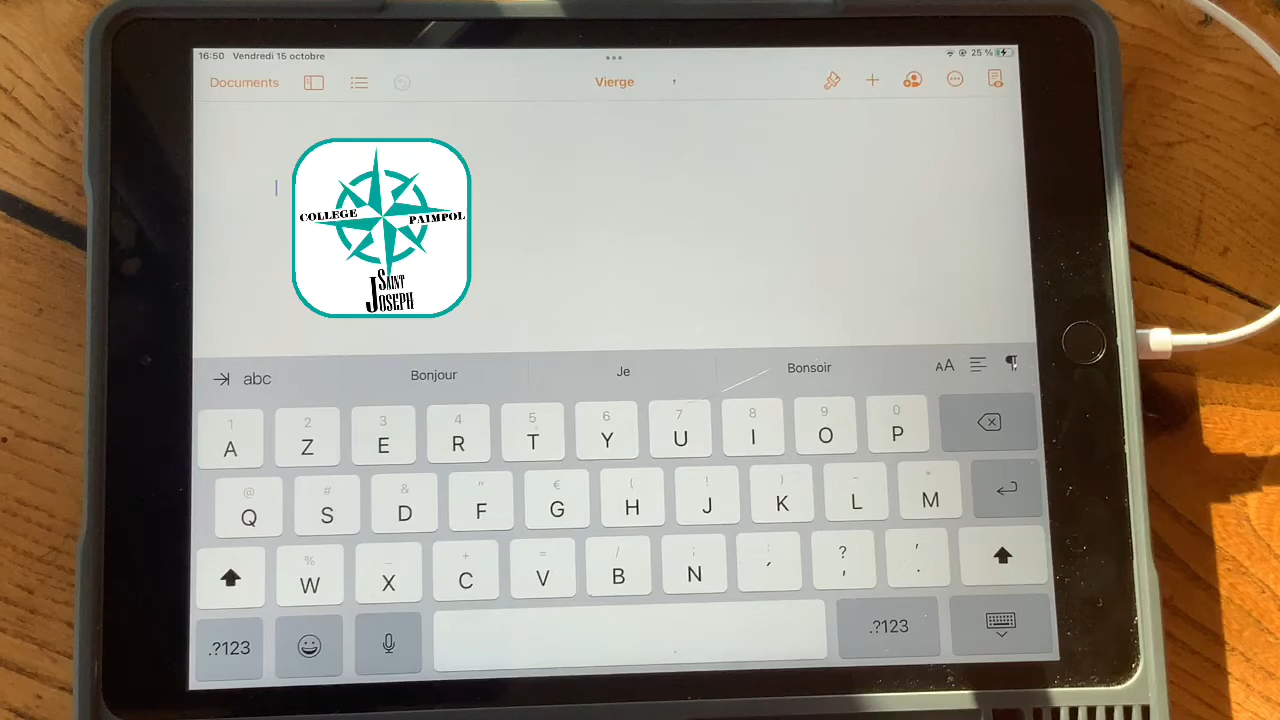 16:50 Vendredi 15 octobre
25 %
Documents
Vierge
COLLEGE PAIMPOL
SAINT
JOSEPH
abc
Bonjour
Je
Bonsoir
AA
1 2 3 4 5 6 7 8 9 0
A Z E R T Y U I O P
@ # & " € ( ! ) - *
Q S D F G H J K L M
% _ + = / ; : ? '
W X C V B N ´ , .
.?123
.?123